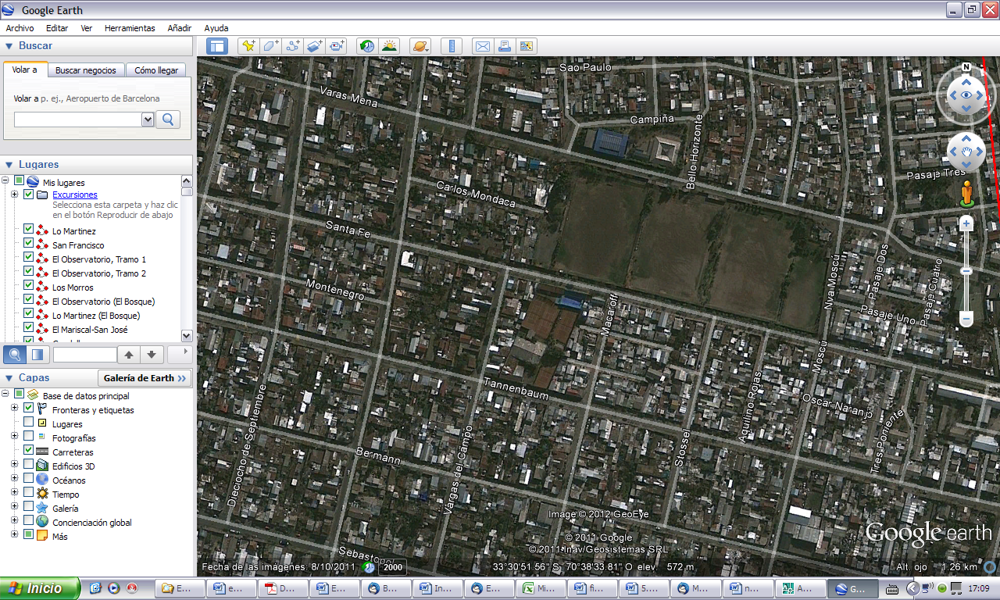 Google Earth
Archivo Editar Ver Herramientas Añadir Ayuda
Buscar
Volar a Buscar negocios Cómo llegar
Volar a p. ej., Aeropuerto de Barcelona
Lugares
Mis lugares
Excursiones
Selecciona esta carpeta y haz clic
en el botón Reproducir de abajo
Lo Martinez
San Francisco
El Observatorio, Tramo 1
El Observatorio, Tramo 2
Los Morros
El Observatorio (El Bosque)
Lo Martinez (El Bosque)
El Mariscal-San José
Capas
Galería de Earth >>
Base de datos principal
Fronteras y etiquetas
Lugares
Fotografías
Carreteras
Edificios 3D
Océanos
Tiempo
Galería
Concienciación global
Más
Sao Paulo
Varas Mena
Campiña
Bello Horizonte
N
Pasaje Tres
Carlos Mondaca
Santa Fe
Montenegro
Macaroff
Nva Moscú
Pasaje Dos
Pasaje Cuatro
Pasaje Uno
Moscú
Tannenbaum
Aquilino Rojas
Oscar Naranjo
Tres Poniente
Dieciocho de Septiembre
Bermann
Vargas del Campo
Stossel
Sebastopol
Image © 2012 GeoEye
© 2011 Google
© 2011 Inav/Geosistemas SRL
Google earth
Fecha de las imágenes: 8/10/2011 2000 33°30'51.56" S 70°38'33.81" O elev. 572 m Alt. ojo 1.26 km
Inicio E... e... D... E... B... In... E... Mi... fi... 5... M... n... A... G... 17:09